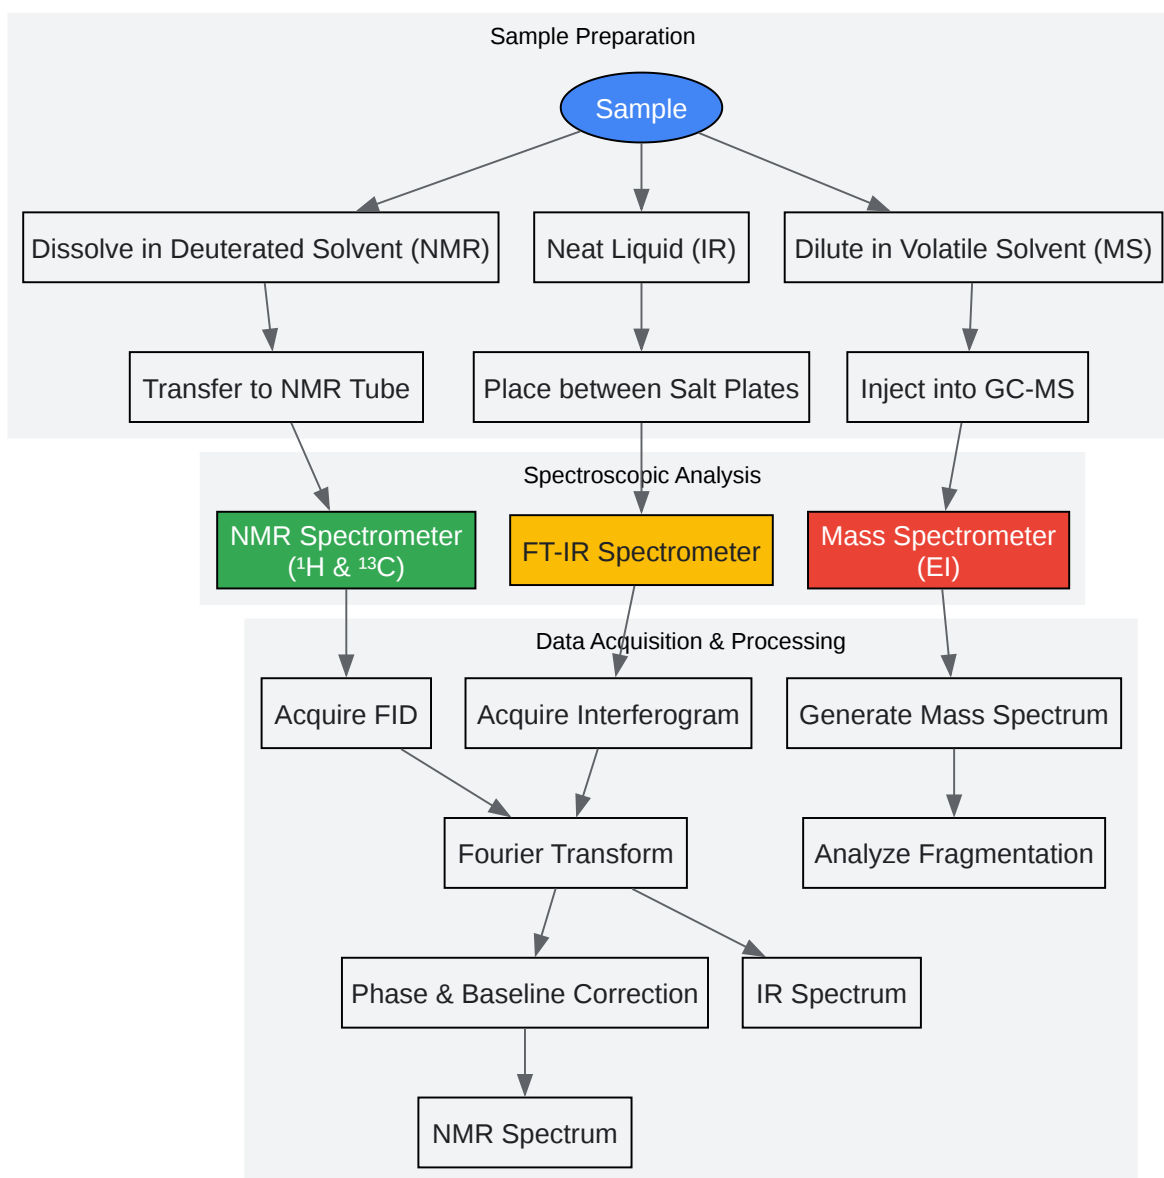 Sample Preparation
Sample
Dissolve in Deuterated Solvent (NMR)
Neat Liquid (IR)
Dilute in Volatile Solvent (MS)
Transfer to NMR Tube
Place between Salt Plates
Inject into GC-MS
Spectroscopic Analysis
NMR Spectrometer
(¹H & ¹³C)
FT-IR Spectrometer
Mass Spectrometer
(EI)
Data Acquisition & Processing
Acquire FID
Acquire Interferogram
Generate Mass Spectrum
Fourier Transform
Analyze Fragmentation
Phase & Baseline Correction
IR Spectrum
NMR Spectrum